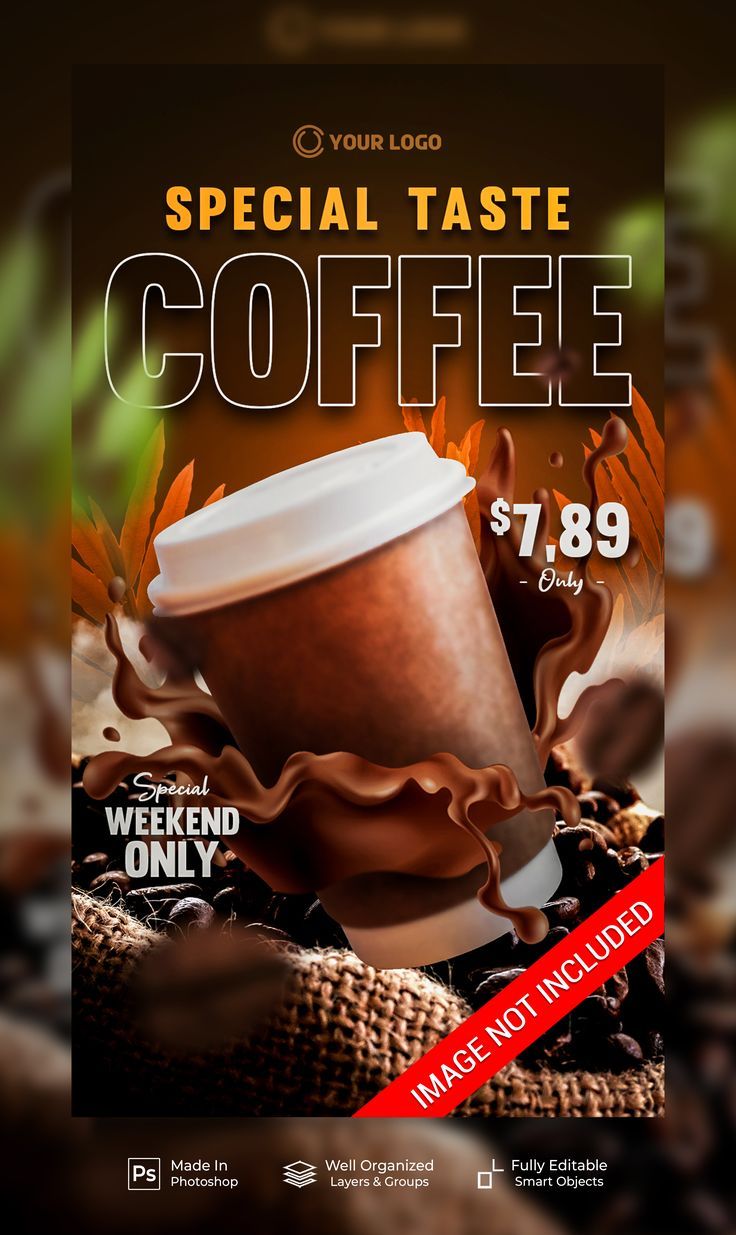 YOUR LOGO
SPECIAL TASTE
COFFEE
$7,89
- Only -
Special
WEEKEND
ONLY
IMAGE NOT INCLUDED
Ps
Made In
Photoshop
Well Organized
Layers & Groups
Fully Editable
Smart Objects